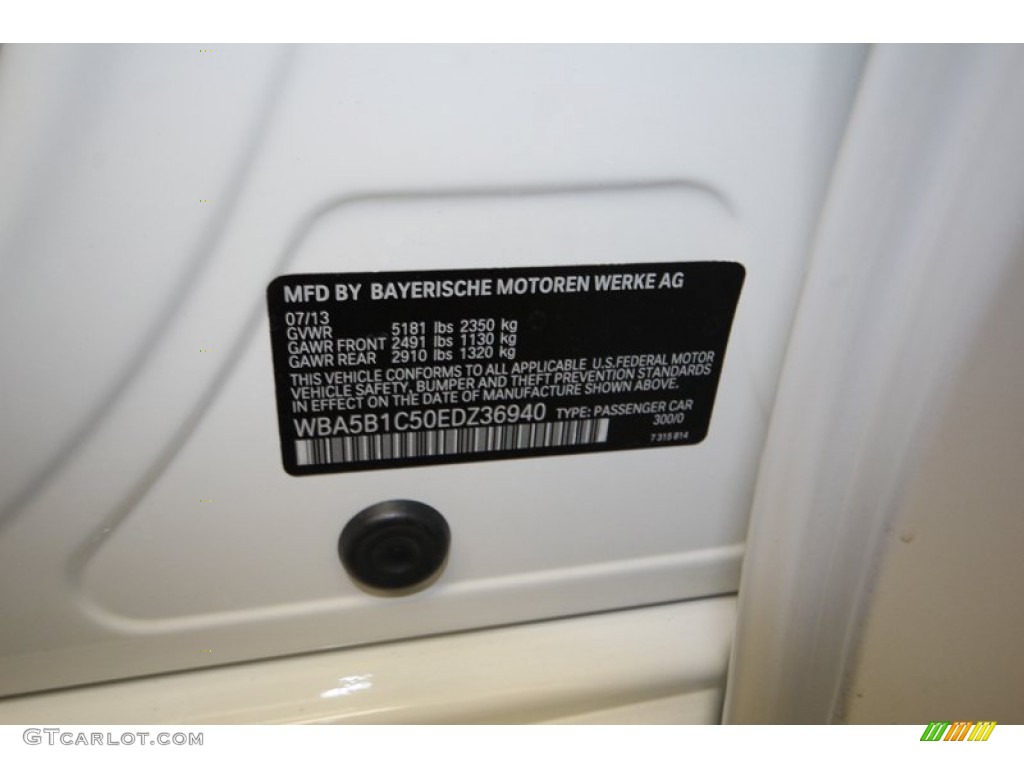 MFD BY BAYERISCHE MOTOREN WERKE AG
07/13
GVWR 5181 lbs 2350 kg
GAWR FRONT 2491 lbs 1130 kg
GAWR REAR 2910 lbs 1320 kg
THIS VEHICLE CONFORMS TO ALL APPLICABLE U.S.FEDERAL MOTOR
VEHICLE SAFETY, BUMPER AND THEFT PREVENTION STANDARDS
IN EFFECT ON THE DATE OF MANUFACTURE SHOWN ABOVE.
WBA5B1C50EDZ36940 TYPE: PASSENGER CAR
300/0
7 315 814
GTCarLot.com